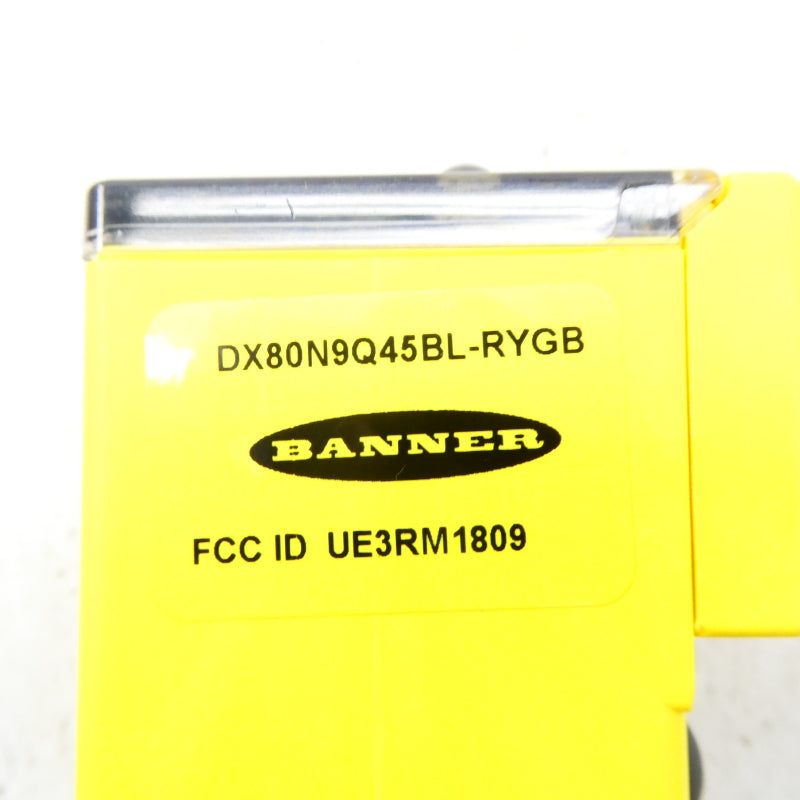 DX80N9Q45BL-RYGB
BANNER
FCC ID UE3RM1809